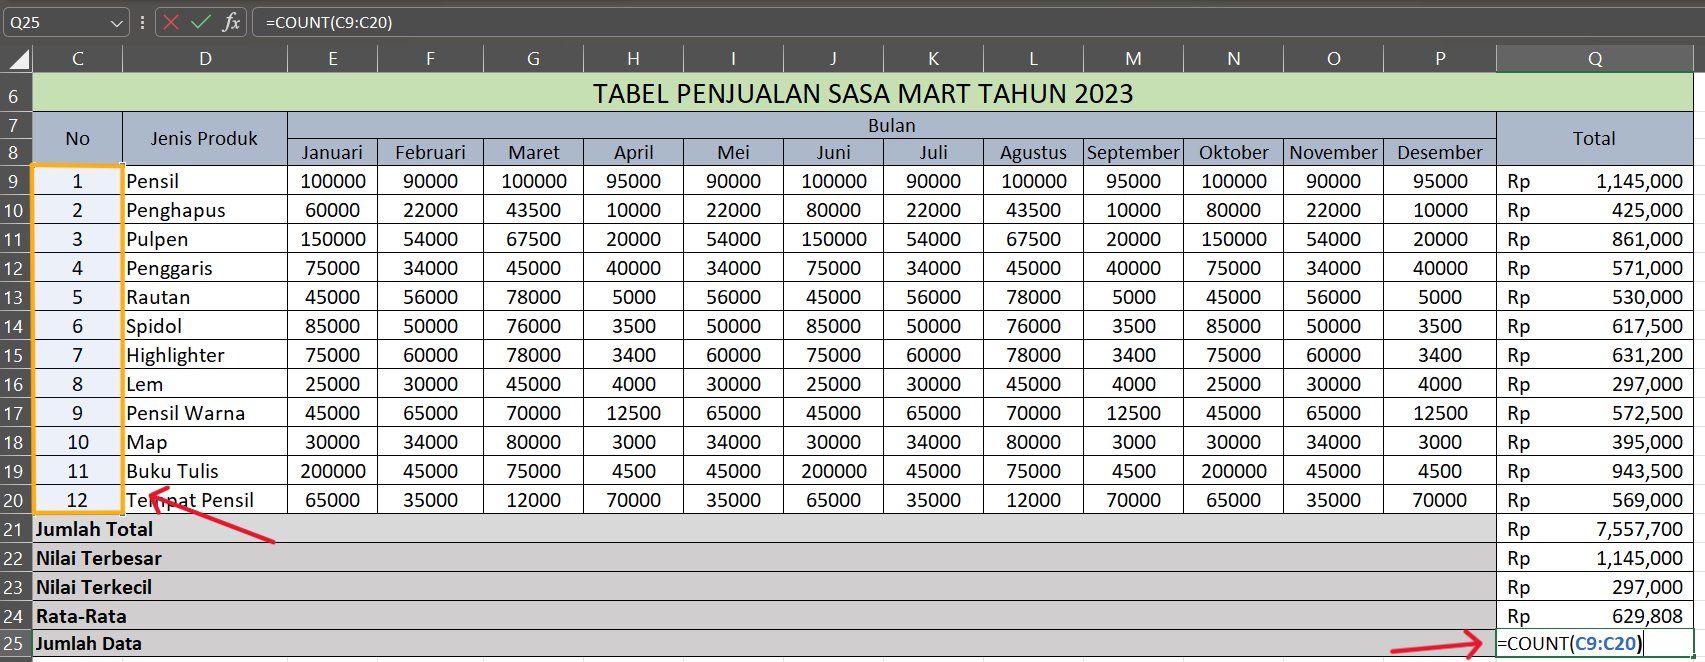 Q25 fx =COUNT(C9:C20)
C D E F G H I J K L M N O P Q
6 TABEL PENJUALAN SASA MART TAHUN 2023
7 No Jenis Produk Bulan Total
8 Januari Februari Maret April Mei Juni Juli Agustus September Oktober November Desember
9 1 Pensil 100000 90000 100000 95000 90000 100000 90000 100000 95000 100000 90000 95000 Rp 1,145,000
10 2 Penghapus 60000 22000 43500 10000 22000 80000 22000 43500 10000 80000 22000 10000 Rp 425,000
11 3 Pulpen 150000 54000 67500 20000 54000 150000 54000 67500 20000 150000 54000 20000 Rp 861,000
12 4 Penggaris 75000 34000 45000 40000 34000 75000 34000 45000 40000 75000 34000 40000 Rp 571,000
13 5 Rautan 45000 56000 78000 5000 56000 45000 56000 78000 5000 45000 56000 5000 Rp 530,000
14 6 Spidol 85000 50000 76000 3500 50000 85000 50000 76000 3500 85000 50000 3500 Rp 617,500
15 7 Highlighter 75000 60000 78000 3400 60000 75000 60000 78000 3400 75000 60000 3400 Rp 631,200
16 8 Lem 25000 30000 45000 4000 30000 25000 30000 45000 4000 25000 30000 4000 Rp 297,000
17 9 Pensil Warna 45000 65000 70000 12500 65000 45000 65000 70000 12500 45000 65000 12500 Rp 572,500
18 10 Map 30000 34000 80000 3000 34000 30000 34000 80000 3000 30000 34000 3000 Rp 395,000
19 11 Buku Tulis 200000 45000 75000 4500 45000 200000 45000 75000 4500 200000 45000 4500 Rp 943,500
20 12 Tempat Pensil 65000 35000 12000 70000 35000 65000 35000 12000 70000 65000 35000 70000 Rp 569,000
21 Jumlah Total Rp 7,557,700
22 Nilai Terbesar Rp 1,145,000
23 Nilai Terkecil Rp 297,000
24 Rata-Rata Rp 629,808
25 Jumlah Data =COUNT(C9:C20)